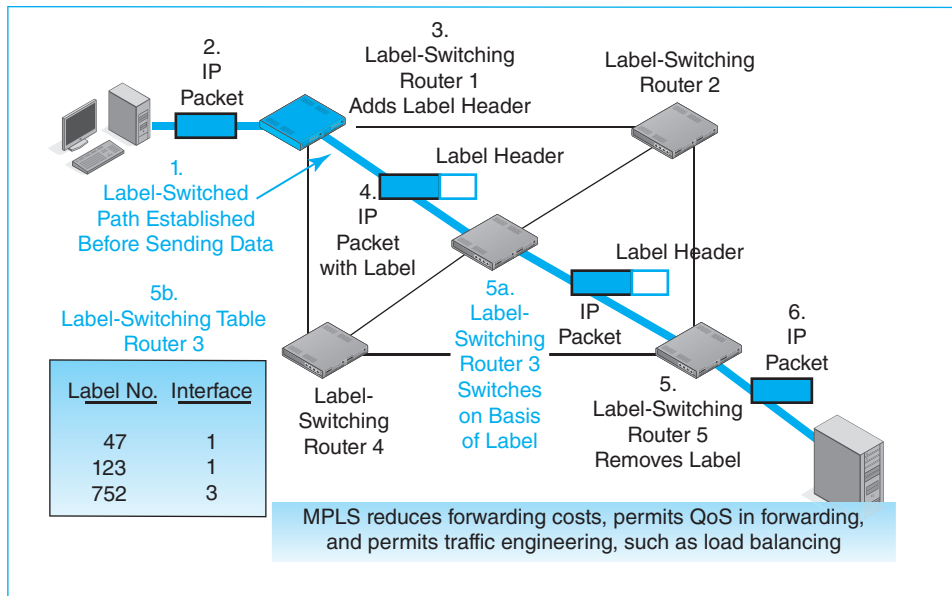 2.
IP
Packet
3.
Label-Switching
Router 1
Adds Label Header
Label-Switching
Router 2
1.
Label-Switched
Path Established
Before Sending Data
Label Header
4.
IP
Packet
with Label
Label Header
IP
Packet
5a.
Label-
Switching
Router 3
Switches
on Basis
of Label
5b.
Label-Switching Table
Router 3
Label No. Interface
47 1
123 1
752 3
Label-
Switching
Router 4
5.
Label-Switching
Router 5
Removes Label
6.
IP
Packet
MPLS reduces forwarding costs, permits QoS in forwarding,
and permits traffic engineering, such as load balancing